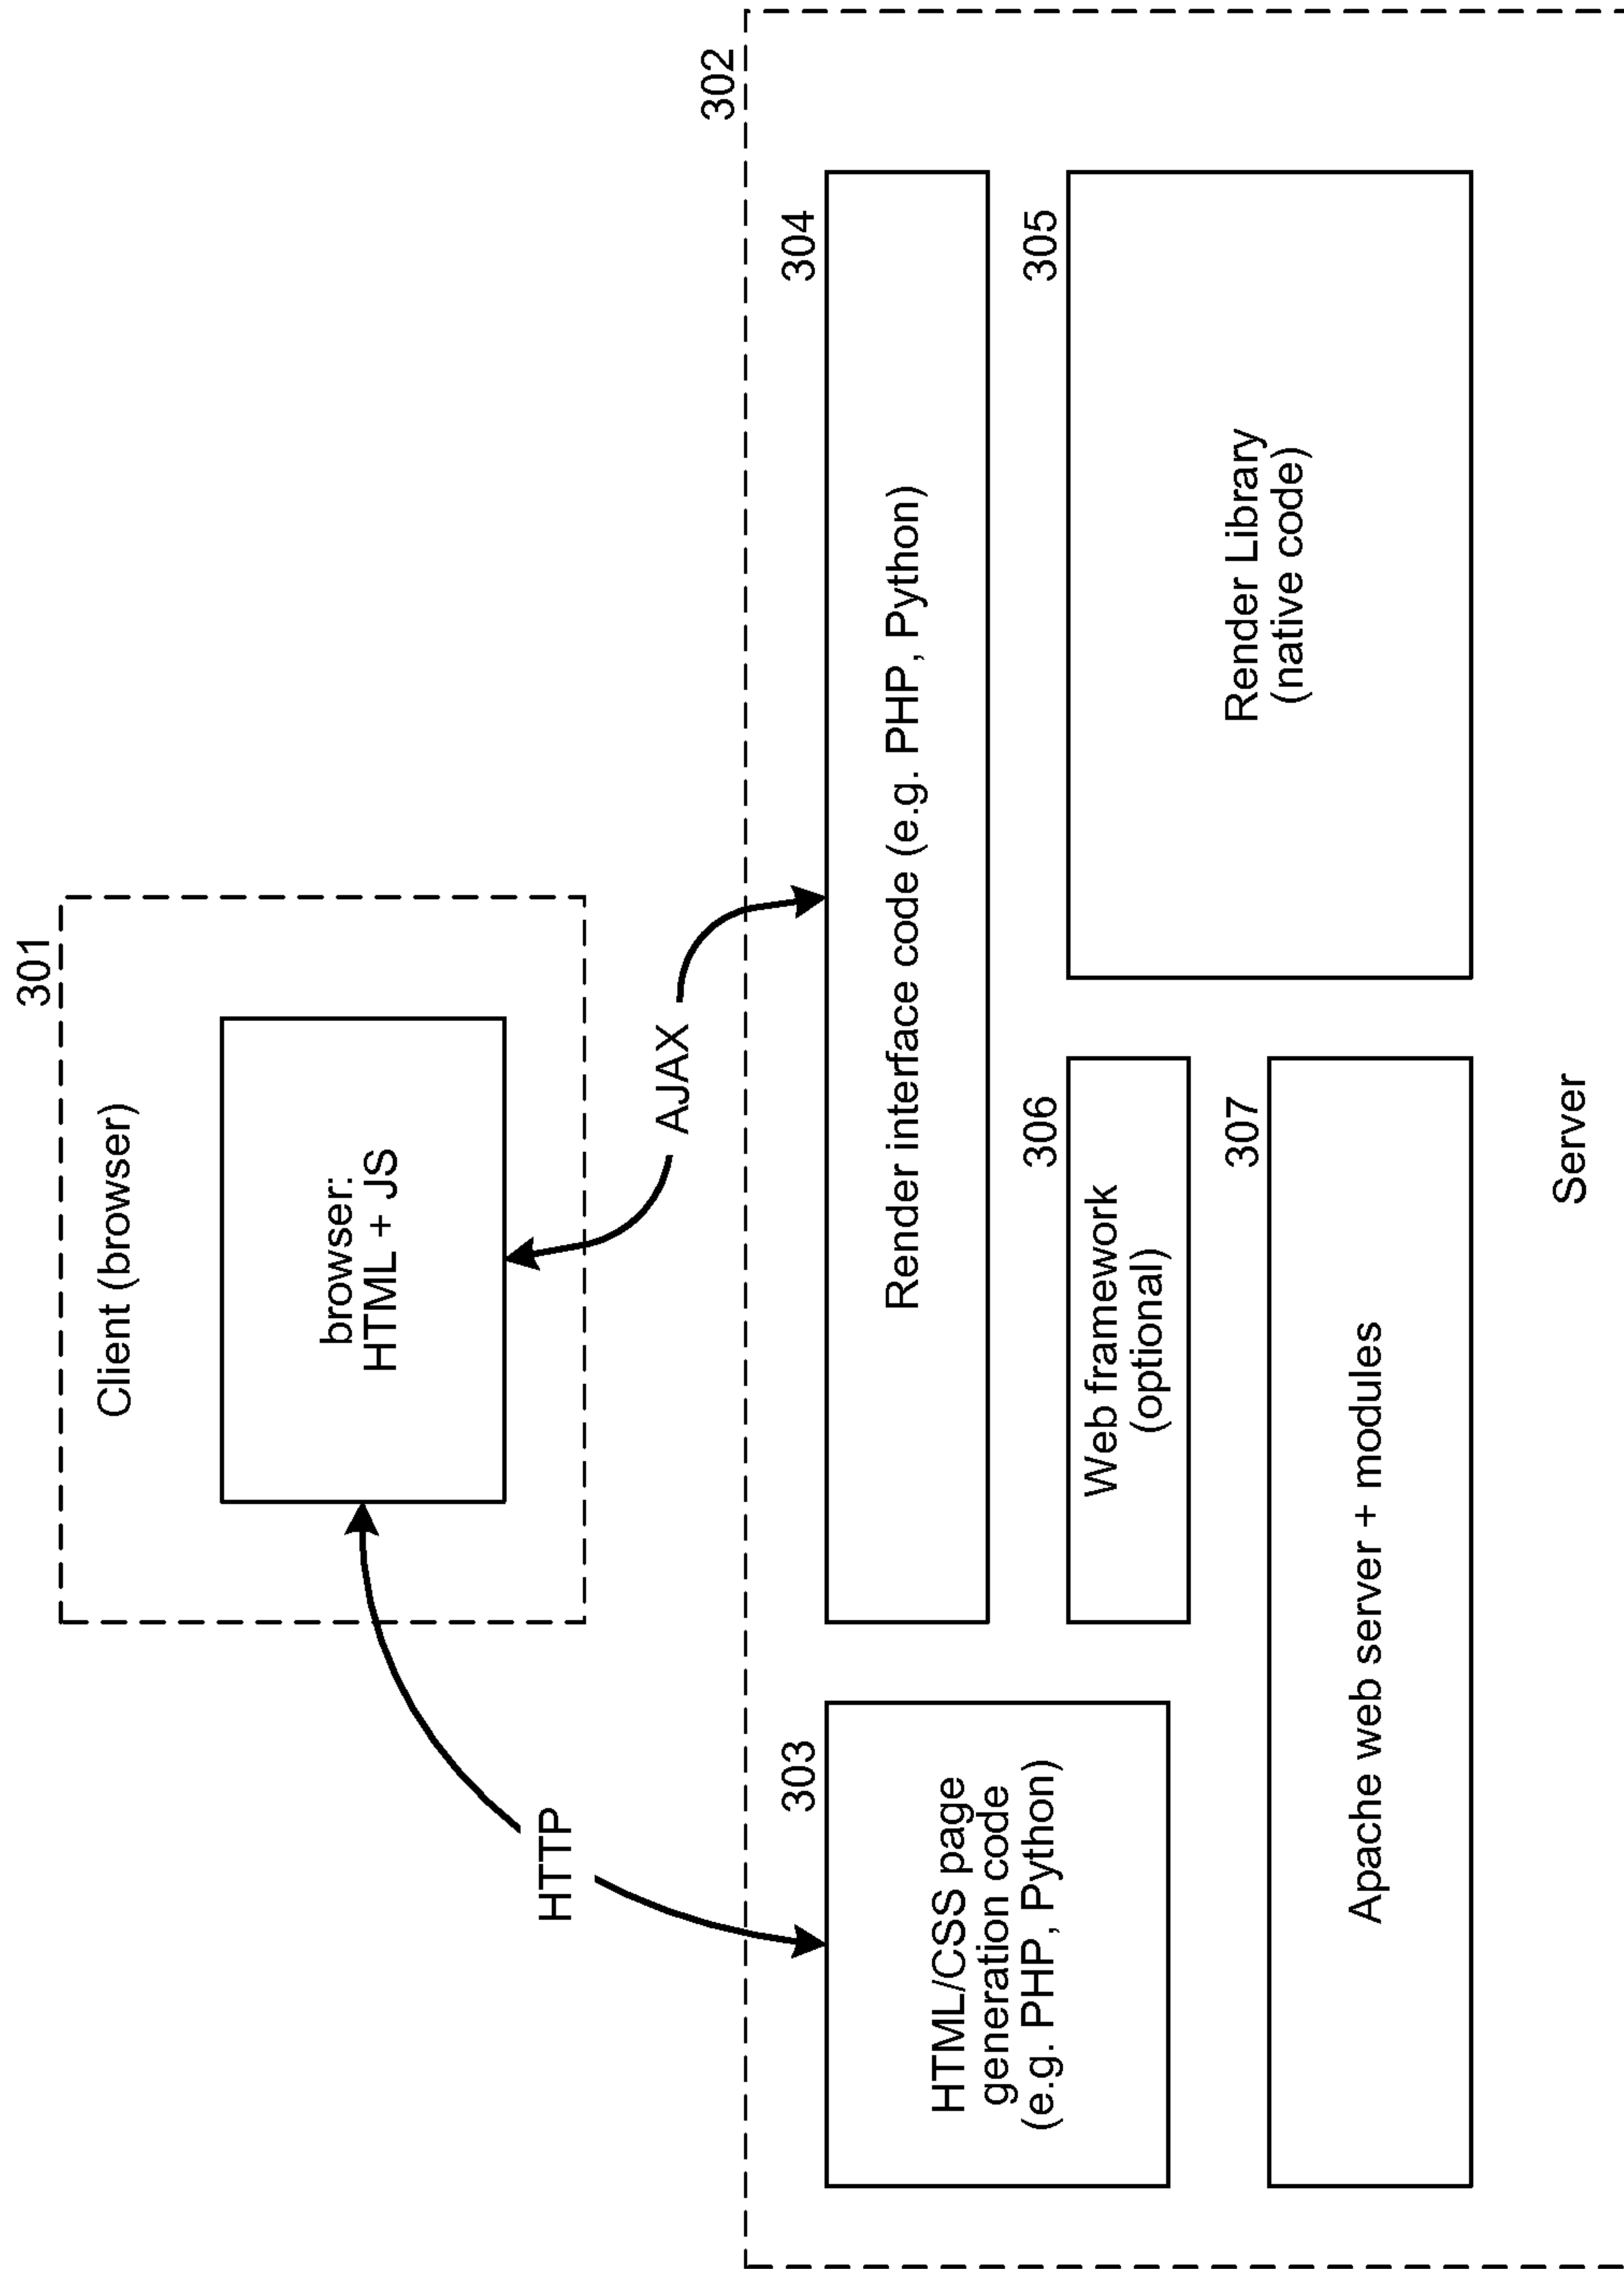 301
Client (browser)
browser:
HTML + JS
HTTP
AJAX
302
303
HTML/CSS page
generation code
(e.g. PHP, Python)
304
Render interface code (e.g. PHP, Python)
306
Web framework
(optional)
305
Render Library
(native code)
307
Apache web server + modules
Server